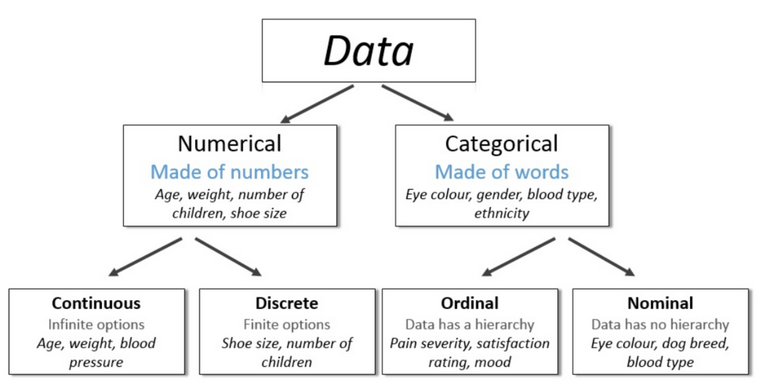 Data
Numerical
Made of numbers
Age, weight, number of
children, shoe size
Categorical
Made of words
Eye colour, gender, blood type,
ethnicity
Continuous
Infinite options
Age, weight, blood
pressure
Discrete
Finite options
Shoe size, number of
children
Ordinal
Data has a hierarchy
Pain severity, satisfaction
rating, mood
Nominal
Data has no hierarchy
Eye colour, dog breed,
blood type